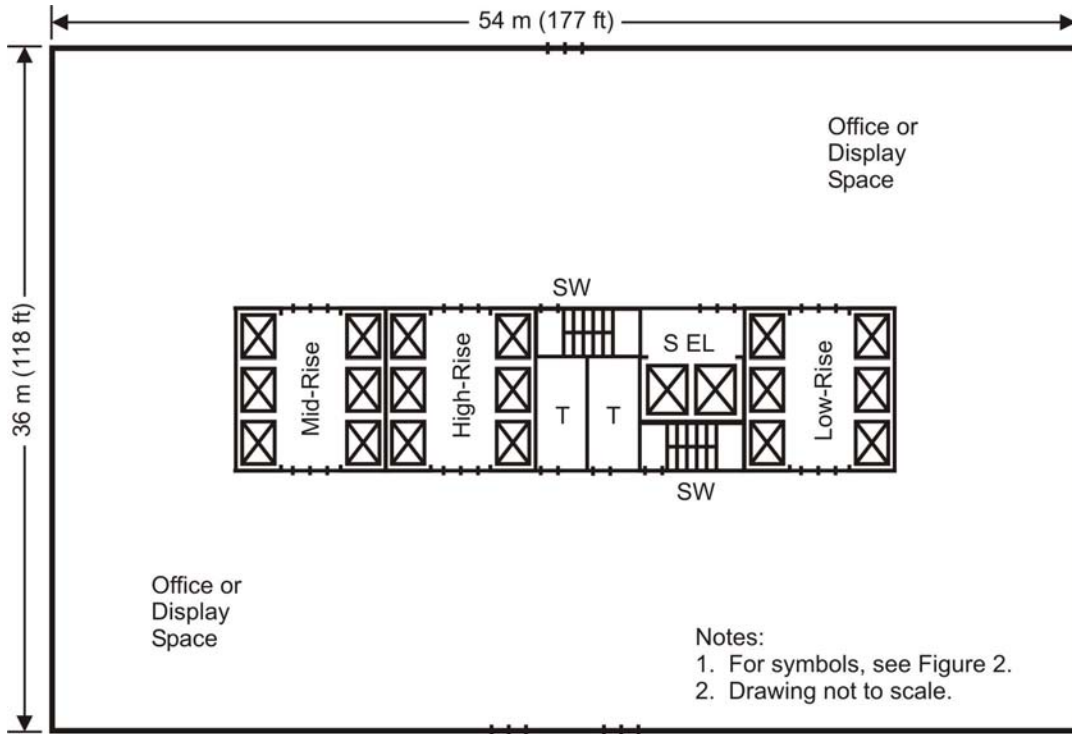 54 m (177 ft)
36 m (118 ft)
Office or
Display
Space
SW
Mid-Rise
High-Rise
T
T
S EL
Low-Rise
SW
Office or
Display
Space
Notes:
1. For symbols, see Figure 2.
2. Drawing not to scale.